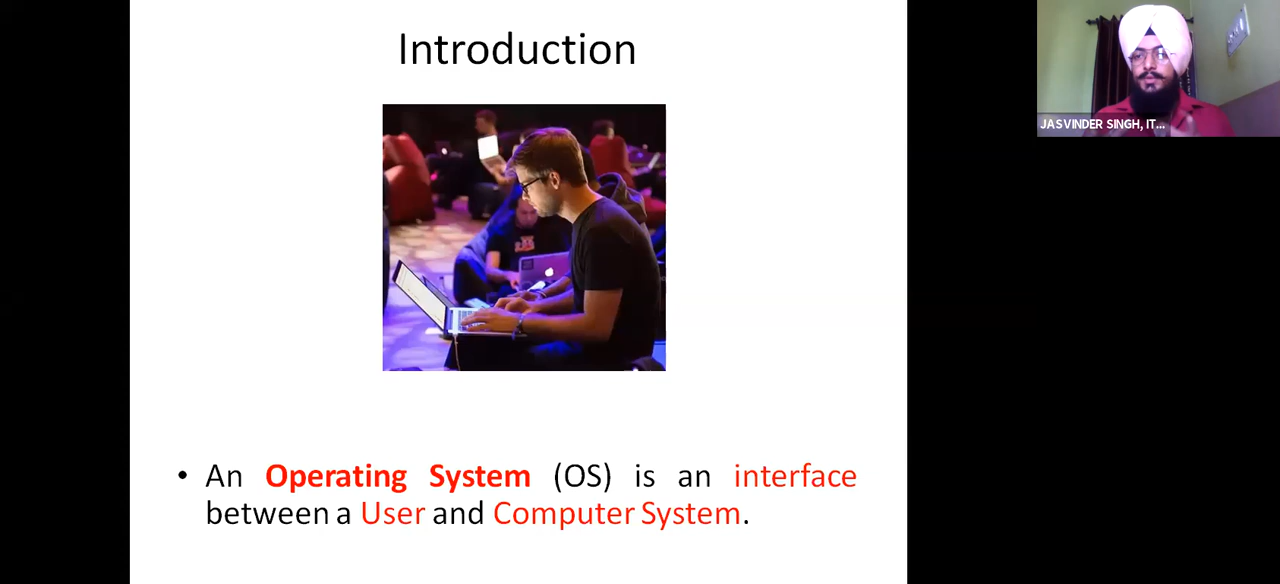 Introduction
JASVINDER SINGH, IT...
• An Operating System (OS) is an interface
between a User and Computer System.